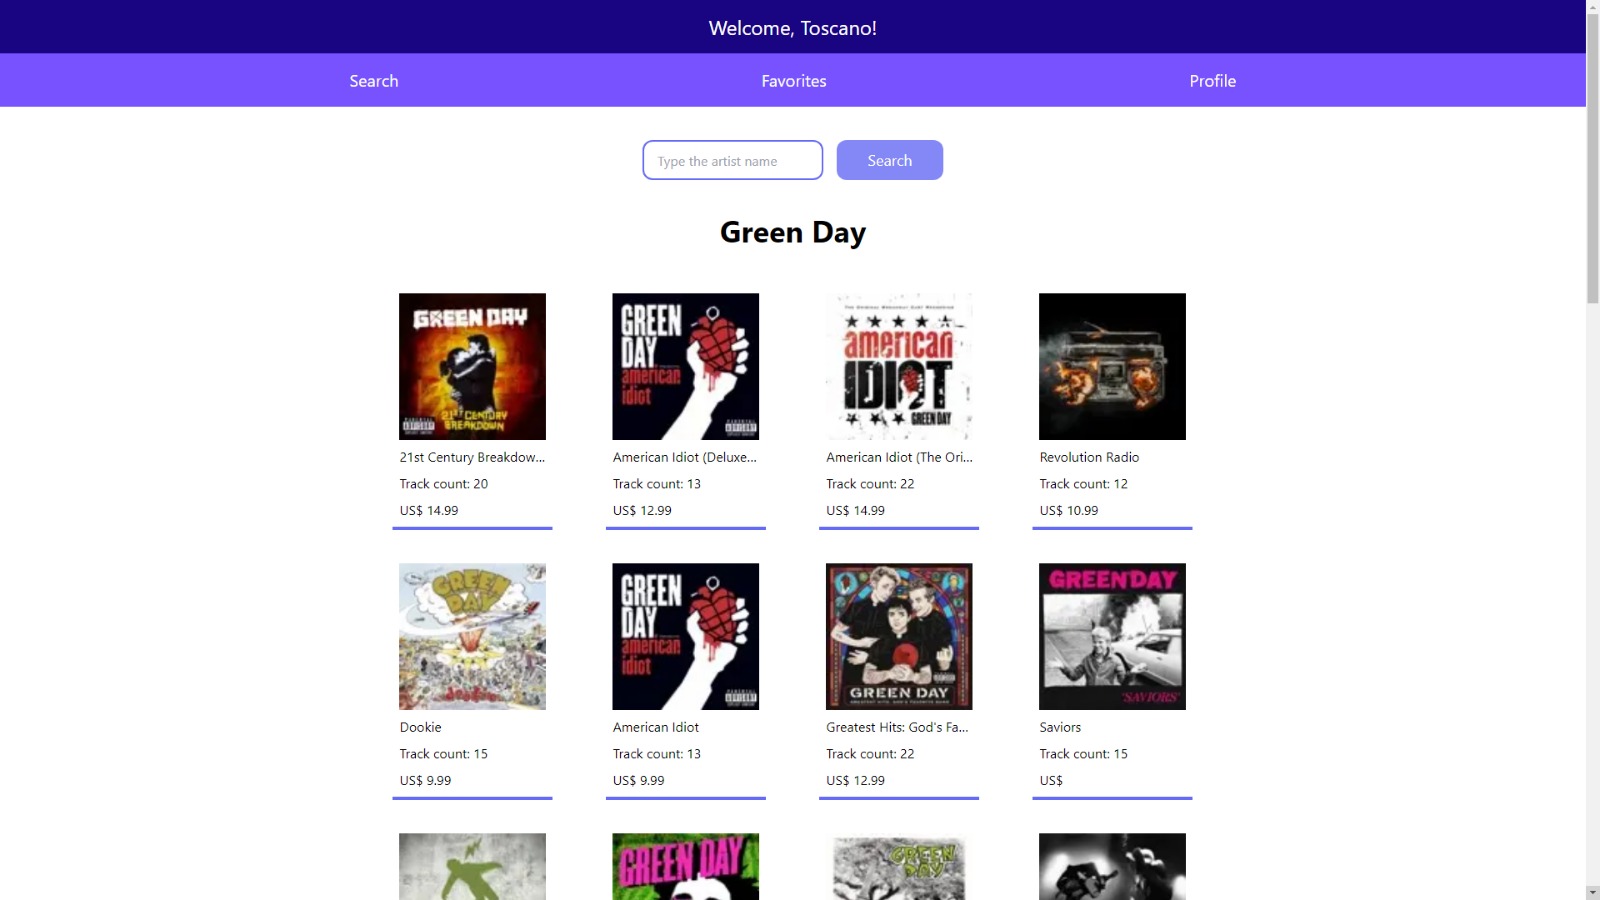 Welcome, Toscano!
Search
Favorites
Profile
Type the artist name
Search
Green Day
GREEN DAY
21ST CENTURY
BREAKDOWN
GREEN
DAY
american
idiot
american
IDIOT
GREEN DAY
21st Century Breakdow...
American Idiot (Deluxe...
American Idiot (The Ori...
Revolution Radio
Track count: 20
Track count: 13
Track count: 22
Track count: 12
US$ 14.99
US$ 12.99
US$ 14.99
US$ 10.99
GREEN
DAY
dookie
GREEN
DAY
american
idiot
GREEN DAY
GREEN DAY
'SAVIORS'
Dookie
American Idiot
Greatest Hits: God's Fa...
Saviors
Track count: 15
Track count: 13
Track count: 22
Track count: 15
US$ 9.99
US$ 9.99
US$ 12.99
US$
GREEN DAY
GREEN
DAY